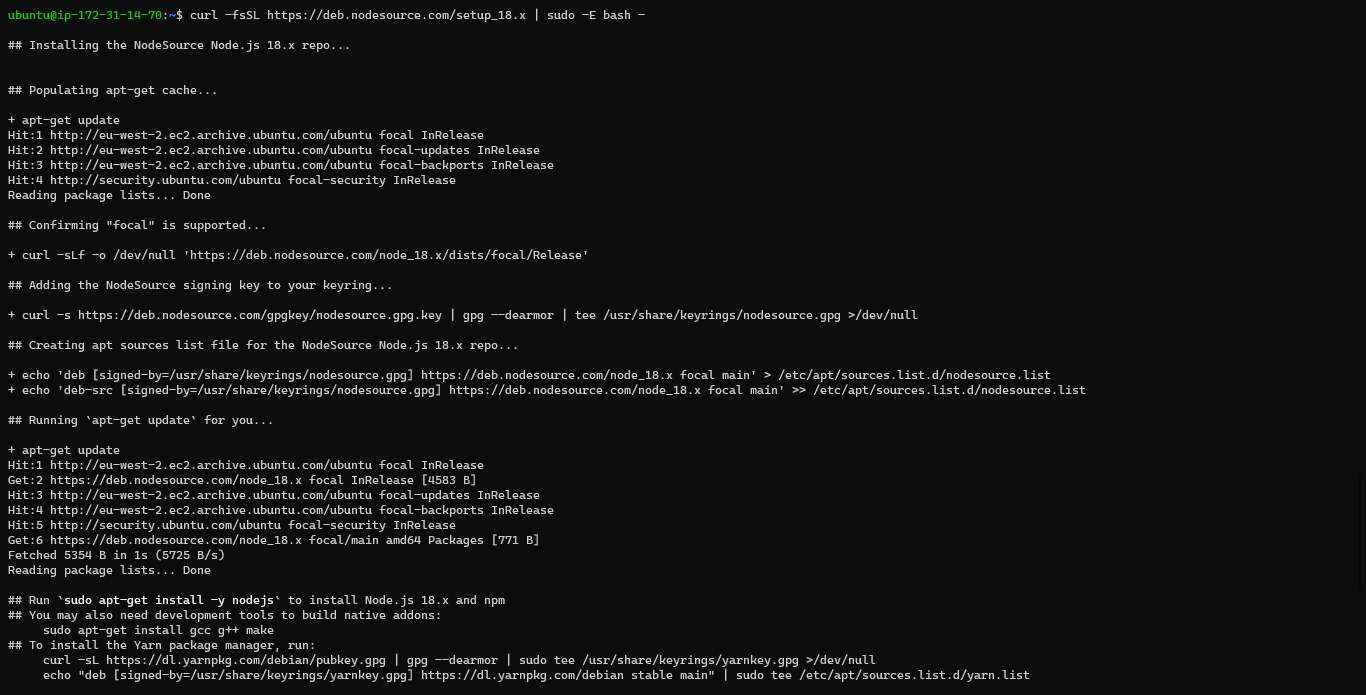 ubuntu@ip-172-31-14-70:~$ curl -fsSL https://deb.nodesource.com/setup_18.x | sudo -E bash -
## Installing the NodeSource Node.js 18.x repo...
## Populating apt-get cache...
+ apt-get update
Hit:1 http://eu-west-2.ec2.archive.ubuntu.com/ubuntu focal InRelease
Hit:2 http://eu-west-2.ec2.archive.ubuntu.com/ubuntu focal-updates InRelease
Hit:3 http://eu-west-2.ec2.archive.ubuntu.com/ubuntu focal-backports InRelease
Hit:4 http://security.ubuntu.com/ubuntu focal-security InRelease
Reading package lists... Done
## Confirming "focal" is supported...
+ curl -sLf -o /dev/null 'https://deb.nodesource.com/node_18.x/dists/focal/Release'
## Adding the NodeSource signing key to your keyring...
+ curl -s https://deb.nodesource.com/gpgkey/nodesource.gpg.key | gpg --dearmor | tee /usr/share/keyrings/nodesource.gpg >/dev/null
## Creating apt sources list file for the NodeSource Node.js 18.x repo...
+ echo 'deb [signed-by=/usr/share/keyrings/nodesource.gpg] https://deb.nodesource.com/node_18.x focal main' > /etc/apt/sources.list.d/nodesource.list
+ echo 'deb-src [signed-by=/usr/share/keyrings/nodesource.gpg] https://deb.nodesource.com/node_18.x focal main' >> /etc/apt/sources.list.d/nodesource.list
## Running `apt-get update` for you...
+ apt-get update
Hit:1 http://eu-west-2.ec2.archive.ubuntu.com/ubuntu focal InRelease
Get:2 https://deb.nodesource.com/node_18.x focal InRelease [4583 B]
Hit:3 http://eu-west-2.ec2.archive.ubuntu.com/ubuntu focal-updates InRelease
Hit:4 http://eu-west-2.ec2.archive.ubuntu.com/ubuntu focal-backports InRelease
Hit:5 http://security.ubuntu.com/ubuntu focal-security InRelease
Get:6 https://deb.nodesource.com/node_18.x focal/main amd64 Packages [771 B]
Fetched 5354 B in 1s (5725 B/s)
Reading package lists... Done
## Run `sudo apt-get install -y nodejs` to install Node.js 18.x and npm
## You may also need development tools to build native addons:
sudo apt-get install gcc g++ make
## To install the Yarn package manager, run:
curl -sL https://dl.yarnpkg.com/debian/pubkey.gpg | gpg --dearmor | sudo tee /usr/share/keyrings/yarnkey.gpg >/dev/null
echo "deb [signed-by=/usr/share/keyrings/yarnkey.gpg] https://dl.yarnpkg.com/debian stable main" | sudo tee /etc/apt/sources.list.d/yarn.list